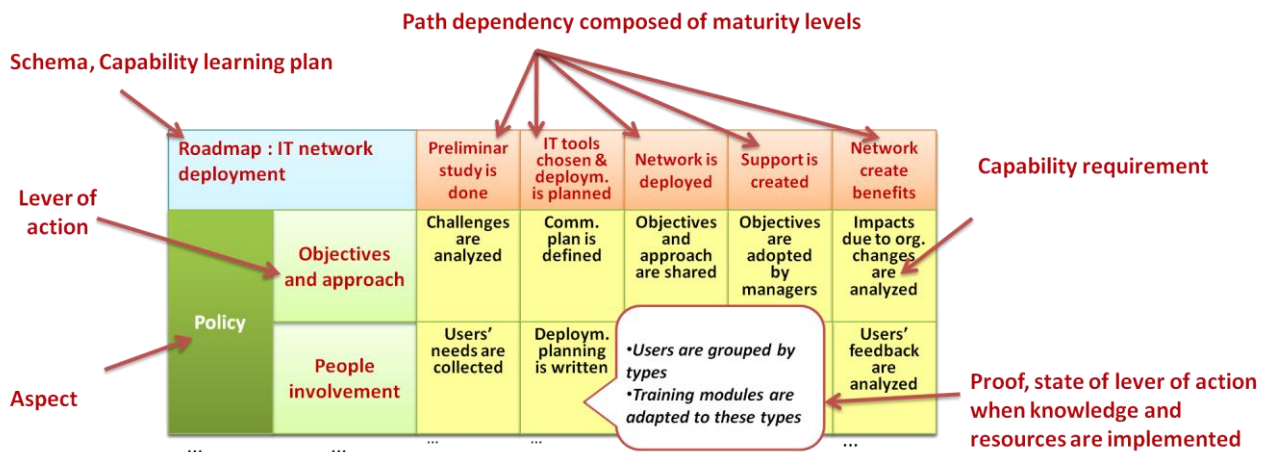 Path dependency composed of maturity levels
Schema, Capability learning plan
Roadmap : IT network
deployment
Preliminar
study is
done
IT tools
chosen &
deploym.
is planned
Network is
deployed
Support is
created
Network
create
benefits
Capability requirement
Lever of
action
Policy
Objectives
and approach
Challenges
are
analyzed
Comm.
plan is
defined
Objectives
and
approach
are shared
Objectives
are
adopted
by
managers
Impacts
due to org.
changes
are
analyzed
Aspect
People
involvement
Users'
needs are
collected
Deploym.
planning
is written
•Users are grouped by
types
•Training modules are
adapted to these types
Users'
feedback
are
analyzed
Proof, state of lever of action
when knowledge and
resources are implemented
...
...
...
...
...